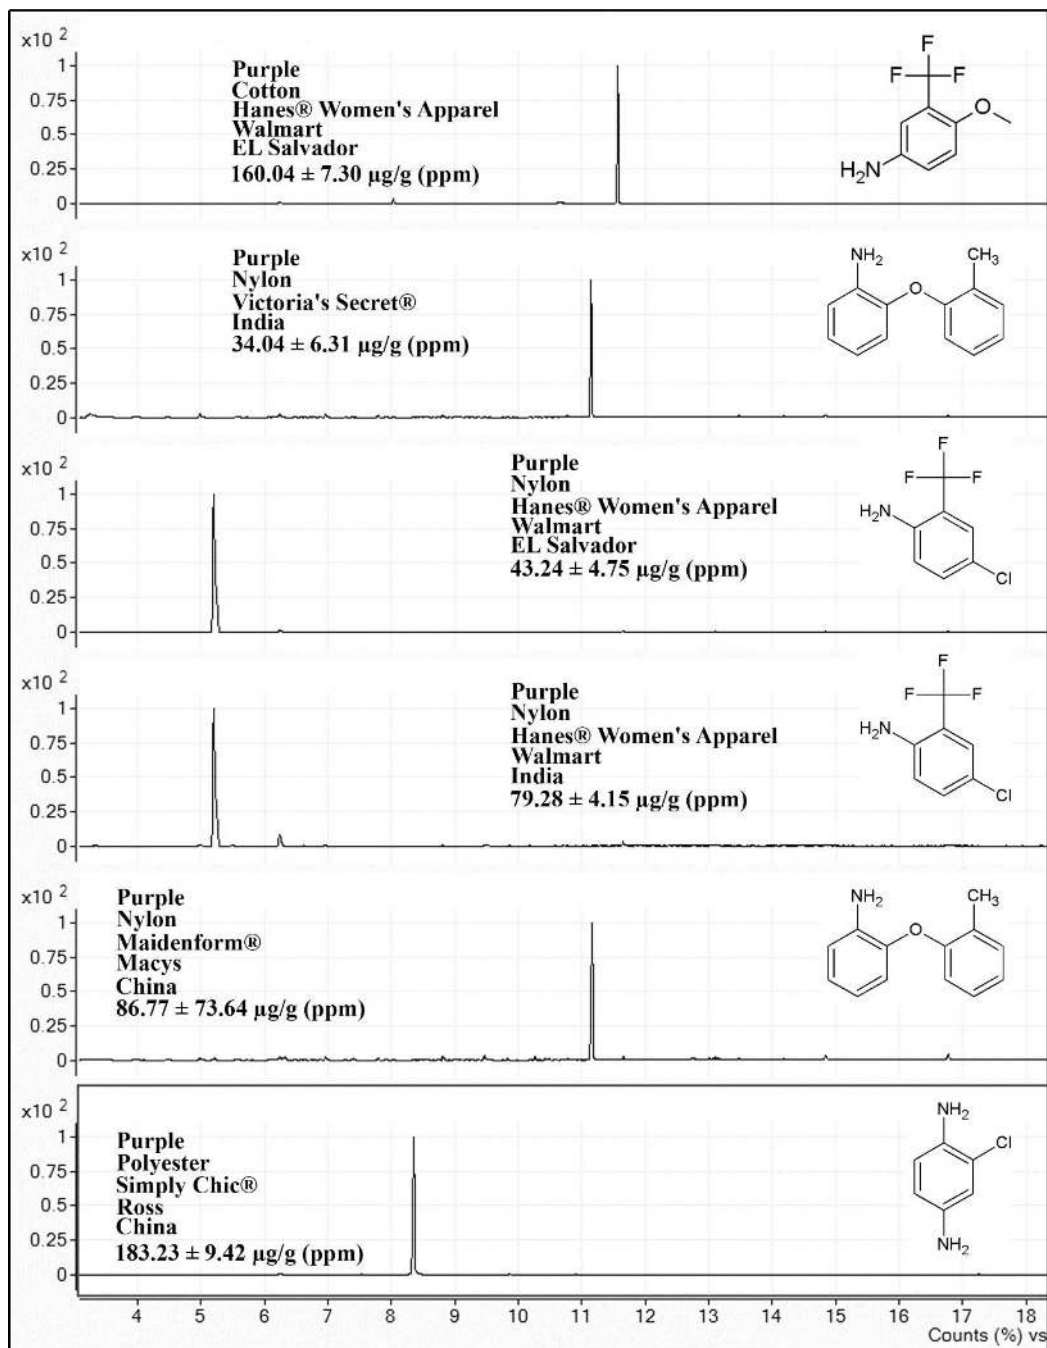 x10 2
1
0.75
0.5
0.25
0
Purple
Cotton
Hanes® Women's Apparel
Walmart
EL Salvador
160.04 ± 7.30 µg/g (ppm)
F
F
F
O
H2N
x10 2
1
0.75
0.5
0.25
0
Purple
Nylon
Victoria's Secret®
India
34.04 ± 6.31 µg/g (ppm)
NH2
CH3
O
x10 2
1
0.75
0.5
0.25
0
Purple
Nylon
Hanes® Women's Apparel
Walmart
EL Salvador
43.24 ± 4.75 µg/g (ppm)
F
F
F
H2N
Cl
x10 2
1
0.75
0.5
0.25
0
Purple
Nylon
Hanes® Women's Apparel
Walmart
India
79.28 ± 4.15 µg/g (ppm)
F
F
F
H2N
Cl
x10 2
1
0.75
0.5
0.25
0
Purple
Nylon
Maidenform®
Macys
China
86.77 ± 73.64 µg/g (ppm)
NH2
CH3
O
x10 2
1
0.75
0.5
0.25
0
Purple
Polyester
Simply Chic®
Ross
China
183.23 ± 9.42 µg/g (ppm)
NH2
Cl
NH2
4 5 6 7 8 9 10 11 12 13 14 15 16 17 18
Counts (%) vs